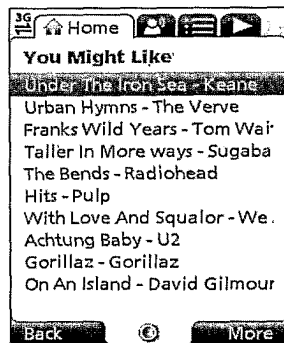 3G Home
You Might Like
Under The Iron Sea - Keane
Urban Hymns - The Verve
Franks Wild Years - Tom Wai
Taller In More ways - Sugaba
The Bends - Radiohead
Hits - Pulp
With Love And Squalor - We .
Achtung Baby - U2
Gorillaz - Gorillaz
On An Island - David Gilmour
Back More